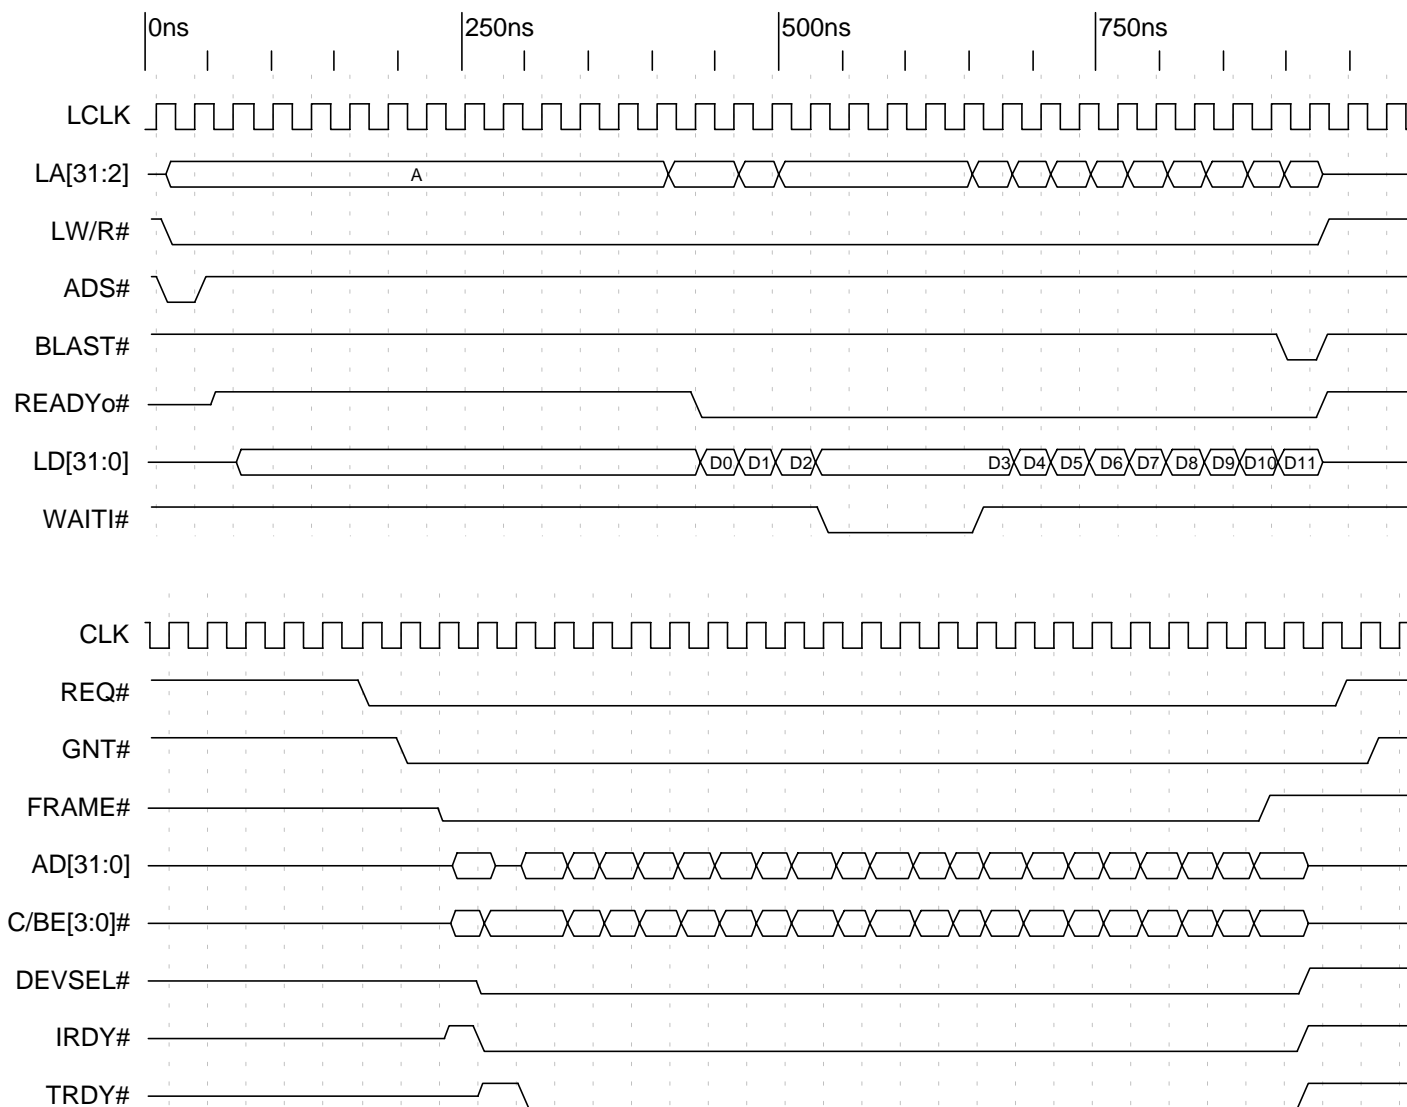 0ns 250ns 500ns 750ns
LCLK
LA[31:2] A
LW/R#
ADS#
BLAST#
READYo#
LD[31:0] D0 D1 D2 D3 D4 D5 D6 D7 D8 D9 D10 D11
WAITI#
CLK
REQ#
GNT#
FRAME#
AD[31:0]
C/BE[3:0]#
DEVSEL#
IRDY#
TRDY#